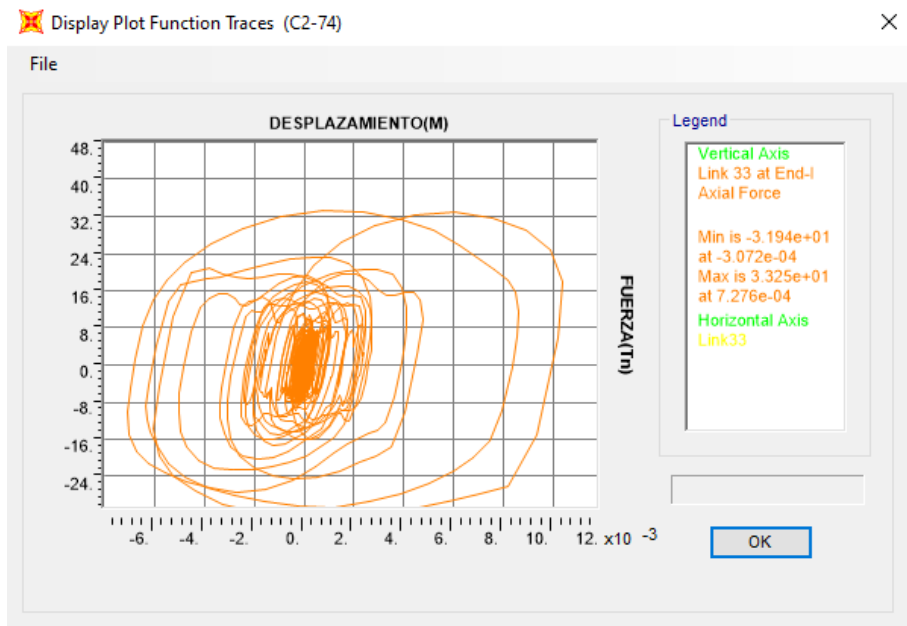 Display Plot Function Traces (C2-74)
File
DESPLAZAMIENTO(M)
48.
40.
32.
24.
16.
8.
0.
-8.
-16.
-24.
-6. -4. -2. 0. 2. 4. 6. 8. 10. 12. x10 -3
FUERZA(Tn)
Legend
Vertical Axis
Link 33 at End-I
Axial Force
Min is -3.194e+01
at -3.072e-04
Max is 3.325e+01
at 7.276e-04
Horizontal Axis
Link33
OK